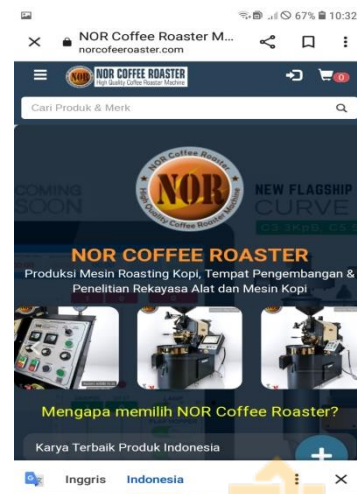 67% 10:32
NOR Coffee Roaster M...
norcofeeroaster.com
NOR
NOR COFFEE ROASTER
High Quality Coffee Roaster Machine
0
Cari Produk & Merk
COMING
SOON
NOR Coffee Roaster
NOR
High Quality Coffee Roaster Machine
NEW FLAGSHIP
CURVE
NOR COFFEE ROASTER
Produksi Mesin Roasting Kopi, Tempat Pengembangan &
Penelitian Rekayasa Alat dan Mesin Kopi
Mengapa memilih NOR Coffee Roaster?
Karya Terbaik Produk Indonesia
+
Inggris Indonesia